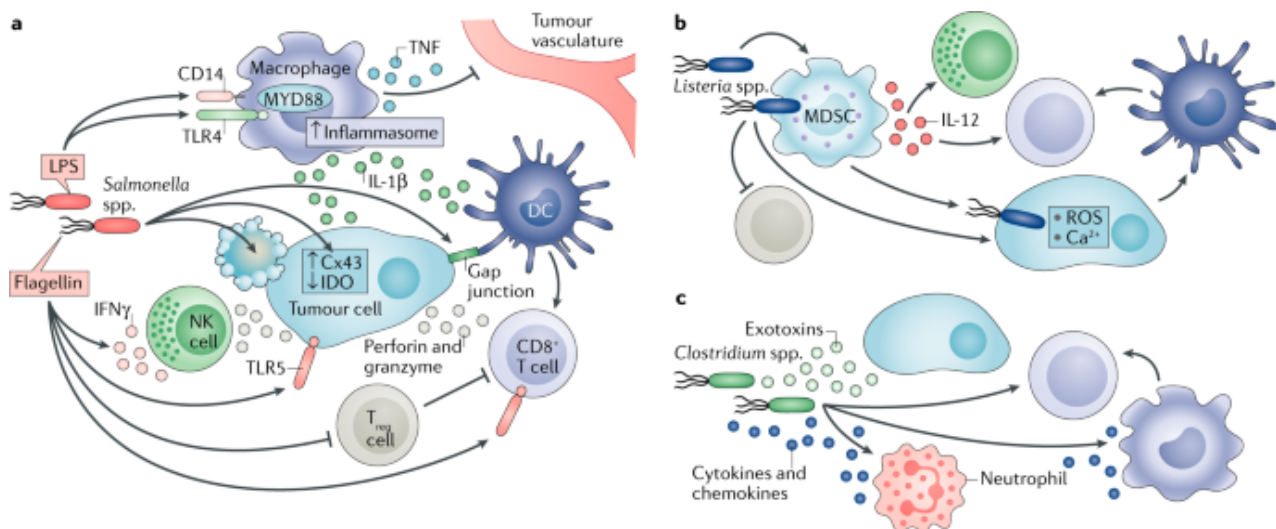 a
Tumour
vasculature
TNF
CD14
Macrophage
MYD88
TLR4
↑ Inflammasome
LPS
Salmonella
spp.
IL-1β
DC
Flagellin
↑ Cx43
↓ IDO
Tumour cell
Gap
junction
IFNγ
NK
cell
TLR5
Perforin and
granzyme
CD8⁺
T cell
T reg
cell
b
Listeria spp.
MDSC
IL-12
ROS
Ca²⁺
c
Exotoxins
Clostridium spp.
Cytokines and
chemokines
Neutrophil